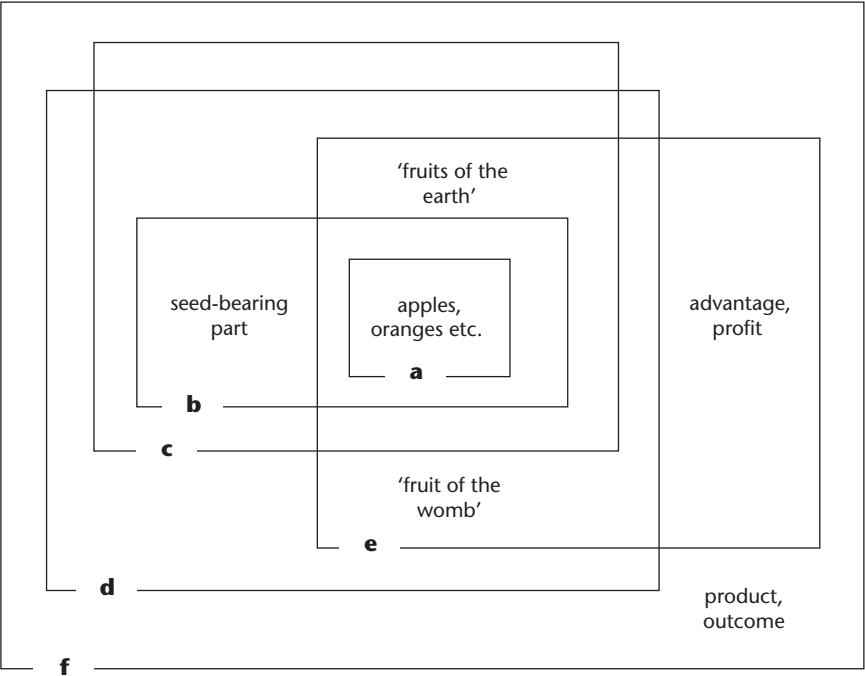 ‘fruits of the
earth’
seed-bearing
part
apples,
oranges etc.
advantage,
profit
a
b
c
‘fruit of the
womb’
e
d
product,
outcome
f